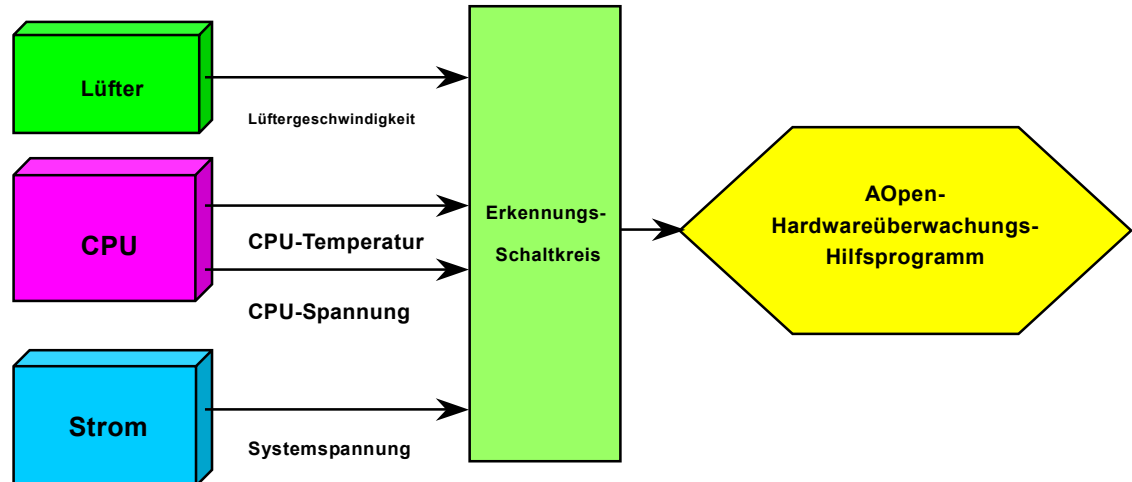 Lüfter
Lüftergeschwindigkeit
CPU
CPU-Temperatur
CPU-Spannung
Strom
Systemspannung
Erkennungs-
Schaltkreis
AOpen-
Hardwareüberwachungs-
Hilfsprogramm